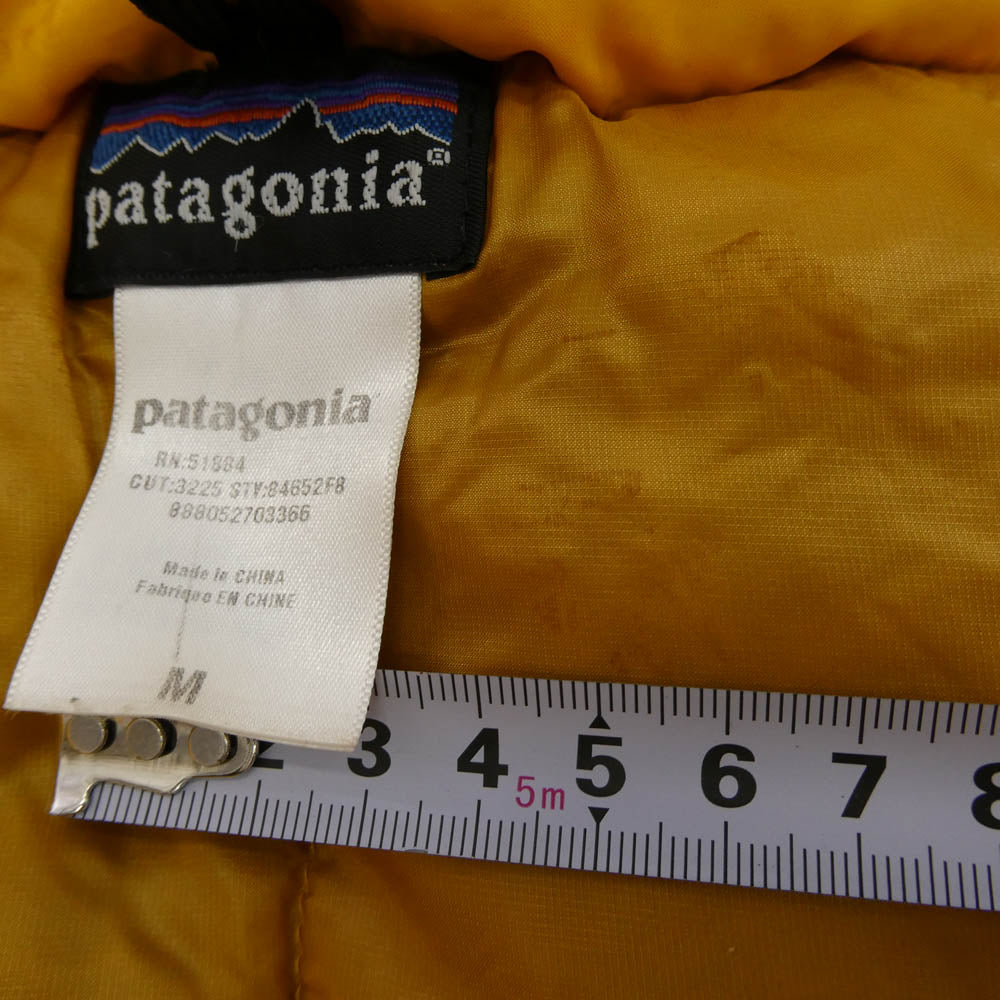 patagonia®
patagonia
RN:51884
CUT:3225 STY:84652F8
888052703366
Made in CHINA
Fabriqee EN CHINE
M
2 3 4 5 6 7 8
5m